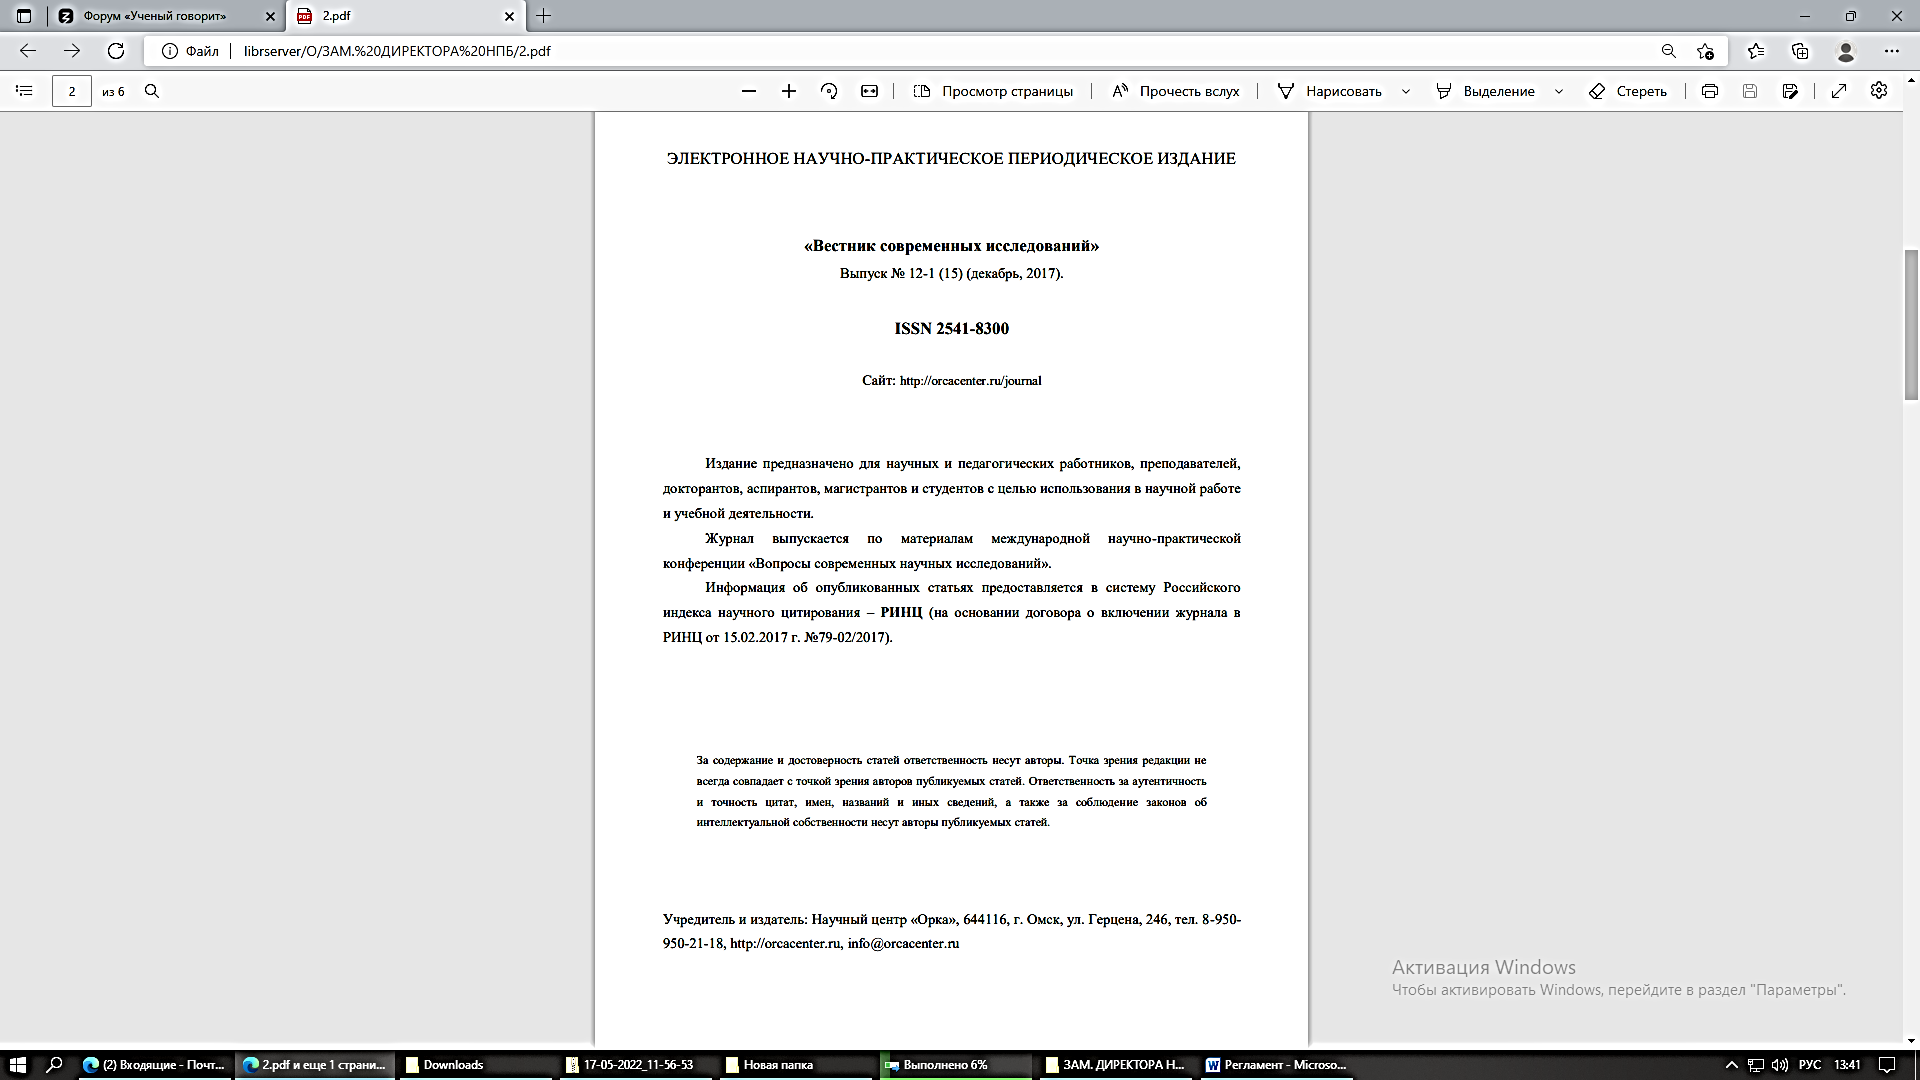 Форум «Ученый говорит»
2.pdf
Файл
librserver/O/ЗАМ.%20ДИРЕКТОРА%20НПБ/2.pdf
2
из 6
Просмотр страницы
Прочесть вслух
Нарисовать
Выделение
Стереть
ЭЛЕКТРОННОЕ НАУЧНО-ПРАКТИЧЕСКОЕ ПЕРИОДИЧЕСКОЕ ИЗДАНИЕ
«Вестник современных исследований»
Выпуск № 12-1 (15) (декабрь, 2017).
ISSN 2541-8300
Сайт: http://orcacenter.ru/journal
Издание предназначено для научных и педагогических работников, преподавателей,
докторантов, аспирантов, магистрантов и студентов с целью использования в научной работе
и учебной деятельности.
Журнал выпускается по материалам международной научно-практической
конференции «Вопросы современных научных исследований».
Информация об опубликованных статьях предоставляется в систему Российского
индекса научного цитирования – РИНЦ (на основании договора о включении журнала в
РИНЦ от 15.02.2017 г. №79-02/2017).
За содержание и достоверность статей ответственность несут авторы. Точка зрения редакции не
всегда совпадает с точкой зрения авторов публикуемых статей. Ответственность за аутентичность
и точность цитат, имен, названий и иных сведений, а также за соблюдение законов об
интеллектуальной собственности несут авторы публикуемых статей.
Учредитель и издатель: Научный центр «Орка», 644116, г. Омск, ул. Герцена, 246, тел. 8-950-
950-21-18, http://orcacenter.ru, info@orcacenter.ru
Активация Windows
Чтобы активировать Windows, перейдите в раздел "Параметры".
(2) Входящие - Почт...
2.pdf и еще 1 страни...
Downloads
17-05-2022_11-56-53
Новая папка
Выполнено 6%
ЗАМ. ДИРЕКТОРА Н...
Регламент - Microso...
РУС
13:41